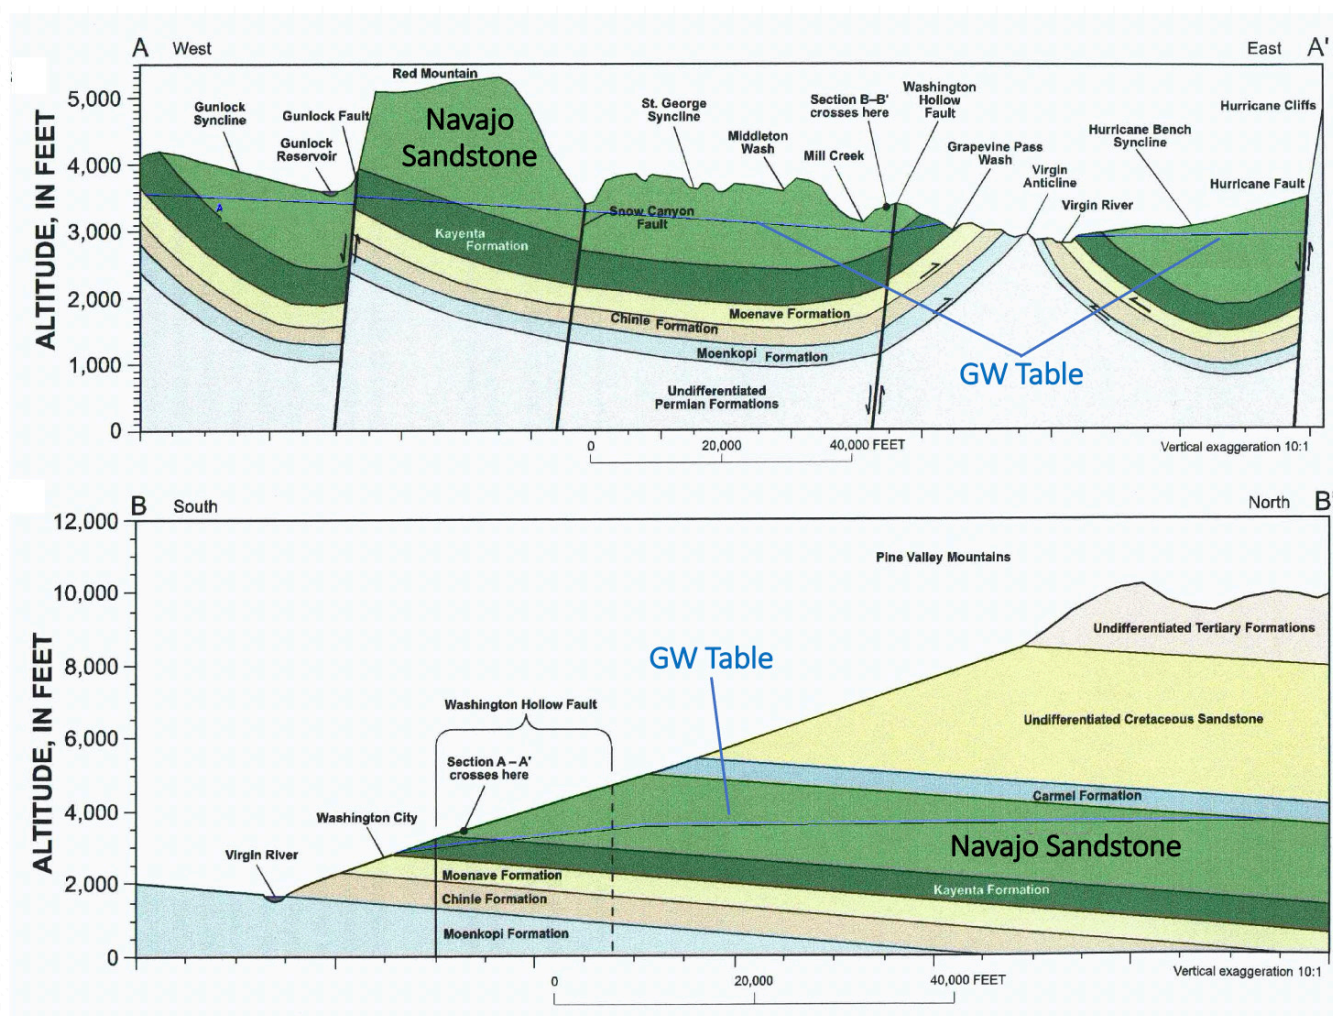 A West
East A'
Red Mountain
Gunlock
Syncline
Gunlock Fault
Gunlock
Reservoir
Navajo
Sandstone
St. George
Syncline
Middleton
Wash
Mill Creek
Section B–B'
crosses here
Washington
Hollow
Fault
Grapevine Pass
Wash
Virgin
Anticline
Virgin River
Hurricane Bench
Syncline
Hurricane Cliffs
Hurricane Fault
ALTITUDE, IN FEET
5,000
4,000
3,000
2,000
1,000
0
A
Snow Canyon
Fault
Kayenta
Formation
Moenave Formation
Chinle Formation
Moenkopi Formation
Undifferentiated
Permian Formations
GW Table
0 20,000 40,000 FEET
Vertical exaggeration 10:1
B South
North B'
ALTITUDE, IN FEET
12,000
10,000
8,000
6,000
4,000
2,000
0
Pine Valley Mountains
Undifferentiated Tertiary Formations
GW Table
Washington Hollow Fault
Undifferentiated Cretaceous Sandstone
Section A – A'
crosses here
Carmel Formation
Washington City
Navajo Sandstone
Virgin River
Moenave Formation
Kayenta Formation
Chinle Formation
Moenkopi Formation
0 20,000 40,000 FEET
Vertical exaggeration 10:1